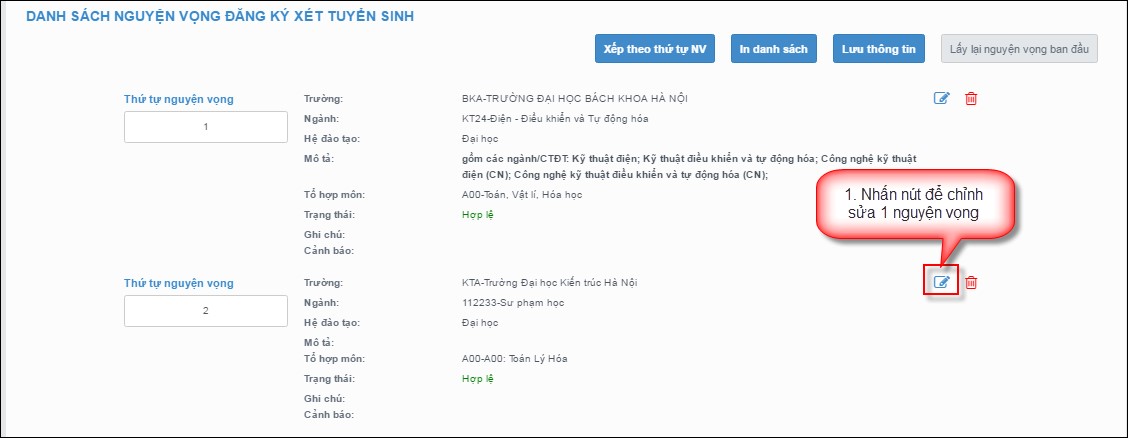 DANH SÁCH NGUYỆN VỌNG ĐĂNG KÝ XÉT TUYỂN SINH
Xếp theo thứ tự NV
In danh sách
Lưu thông tin
Lấy lại nguyện vọng ban đầu
Thứ tự nguyện vọng
1
Trường: BKA-TRƯỜNG ĐẠI HỌC BÁCH KHOA HÀ NỘI
Ngành: KT24-Điện - Điều khiển và Tự động hóa
Hệ đào tạo: Đại học
Mô tả: gồm các ngành/CTĐT: Kỹ thuật điện; Kỹ thuật điều khiển và tự động hóa; Công nghệ kỹ thuật
điện (CN); Công nghệ kỹ thuật điều khiển và tự động hóa (CN);
Tổ hợp môn: A00-Toán, Vật lí, Hóa học
Trạng thái: Hợp lệ
Ghi chú:
Cảnh báo:
1. Nhấn nút để chỉnh
sửa 1 nguyện vọng
Thứ tự nguyện vọng
2
Trường: KTA-Trường Đại học Kiến trúc Hà Nội
Ngành: 112233-Sư phạm học
Hệ đào tạo: Đại học
Mô tả:
Tổ hợp môn: A00-A00: Toán Lý Hóa
Trạng thái: Hợp lệ
Ghi chú:
Cảnh báo: